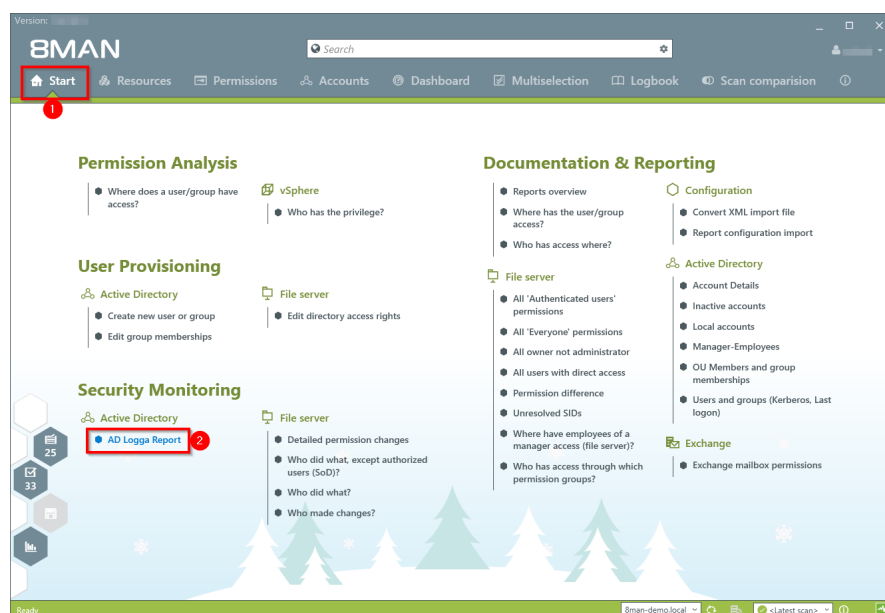 Version:
8MAN
Search
Start Resources Permissions Accounts Dashboard Multiselection Logbook Scan comparision
1
Permission Analysis
Where does a user/group have
access?
vSphere
Who has the privilege?
User Provisioning
Active Directory
Create new user or group
Edit group memberships
File server
Edit directory access rights
Security Monitoring
Active Directory
AD Logga Report
2
File server
Detailed permission changes
Who did what, except authorized
users (SoD)?
Who did what?
Who made changes?
Documentation & Reporting
Reports overview
Where has the user/group
access?
Who has access where?
File server
All 'Authenticated users'
permissions
All 'Everyone' permissions
All owner not administrator
All users with direct access
Permission difference
Unresolved SIDs
Where have employees of a
manager access (file server)?
Who has access through which
permission groups?
Configuration
Convert XML import file
Report configuration import
Active Directory
Account Details
Inactive accounts
Local accounts
Manager-Employees
OU Members and group
memberships
Users and groups (Kerberos, Last
logon)
Exchange
Exchange mailbox permissions
25
33
Ready
8man-demo.local
<Latest scan>